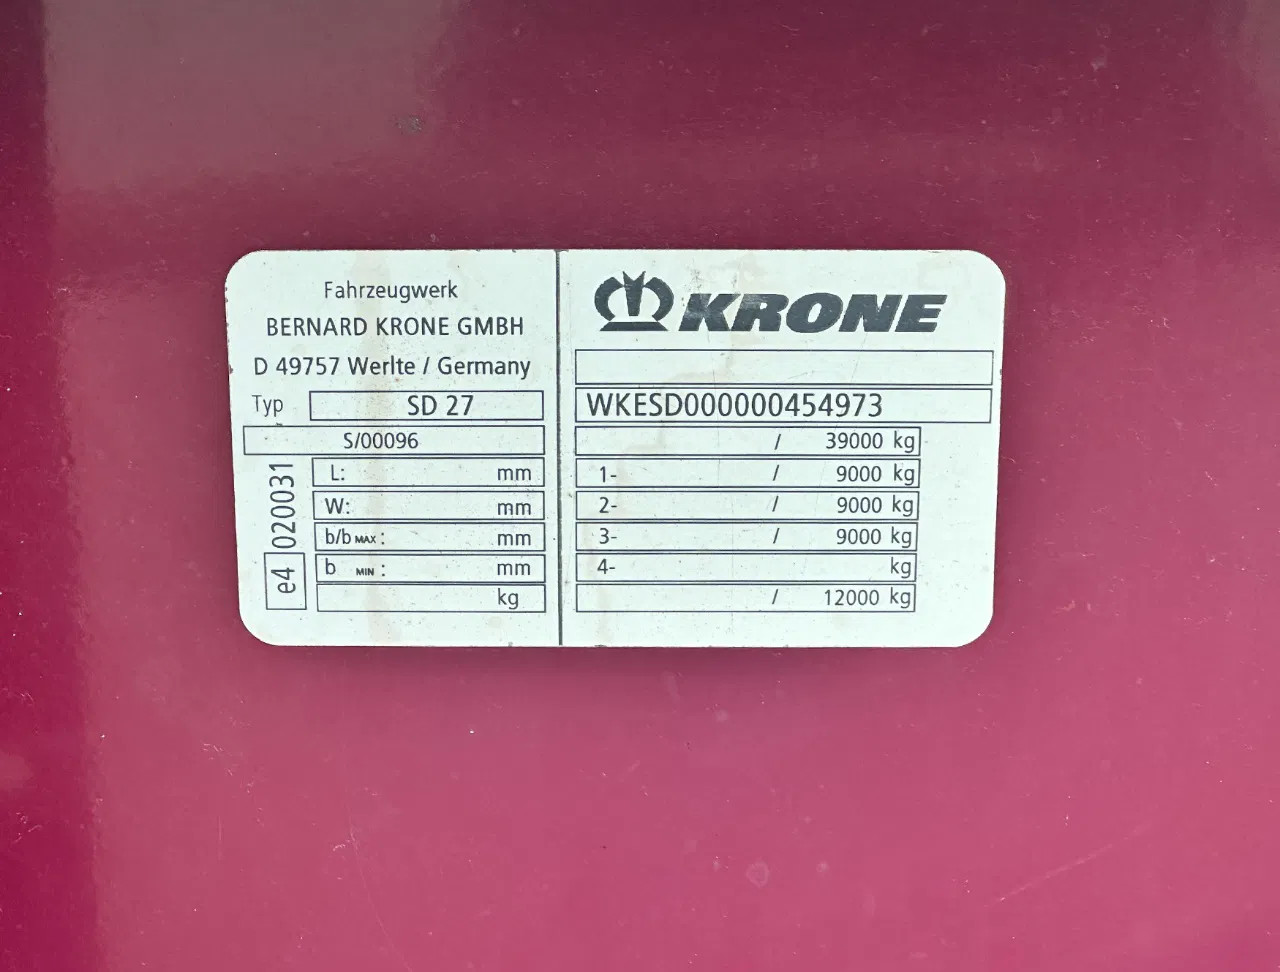 Fahrzeugwerk
BERNARD KRONE GMBH
D 49757 Werlte / Germany
Typ SD 27
S/00096
e4 020031
L: mm
W: mm
b/b MAX : mm
b MIN : mm
kg
KRONE
WKESD000000454973
/ 39000 kg
1- / 9000 kg
2- / 9000 kg
3- / 9000 kg
4- kg
/ 12000 kg